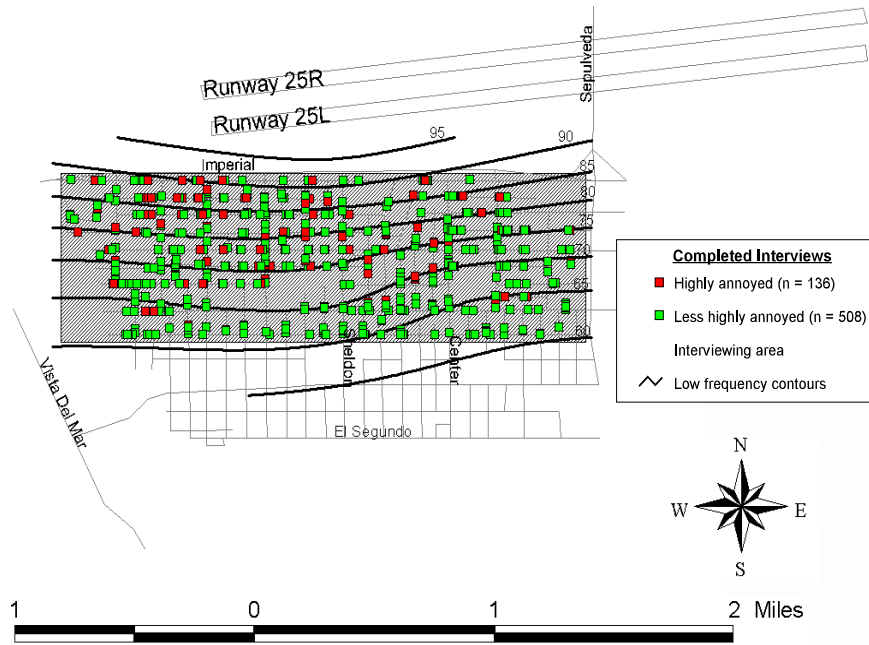 Sepulveda
Runway 25R
Runway 25L
95
90
Imperial
85
80
75
70
65
60
Completed Interviews
Highly annoyed (n = 136)
Less highly annoyed (n = 508)
Interviewing area
Low frequency contours
Center
Vista Del Mar
El Segundo
N
W
E
S
1
0
1
2
Miles